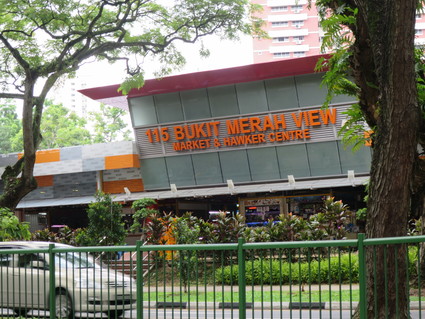 115 BUKIT MERAH VIEW
MARKET & HAWKER CENTRE